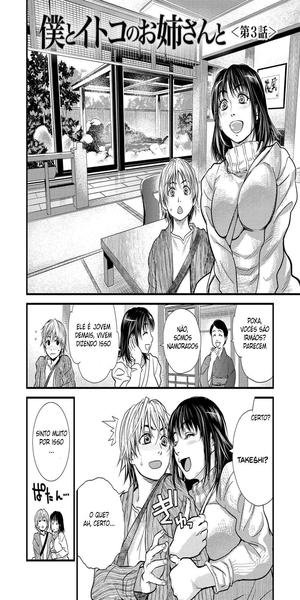 僕とイトコのお姉さんと
<第3話>
POXA,
VOCÊS SÃO
IRMÃOS?
PARECEM
NÃO,
SOMOS
NAMORADOS
ELE É JOVEM
DEMAIS, VIVEM
DIZENDO ISSO
CERTO?
TAKESHI?
O QUE?
AH, CERTO...
SINTO MUITO
POR ISSO
...
ぱたん…